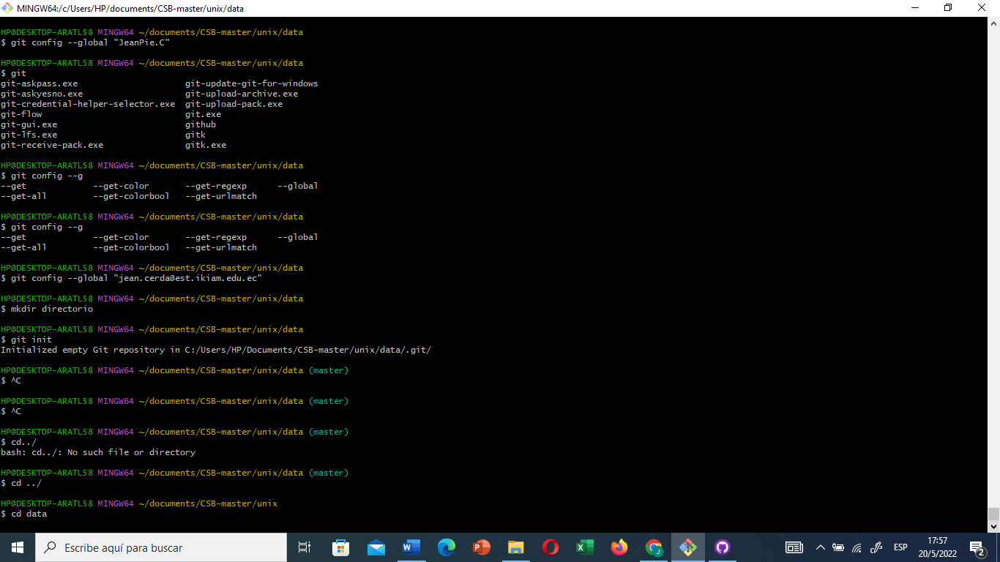 MINGW64:/c/Users/HP/documents/CSB-master/unix/data
HP@DESKTOP-ARATL58 MINGW64 ~/documents/CSB-master/unix/data
$ git config --global "JeanPie.C"
HP@DESKTOP-ARATL58 MINGW64 ~/documents/CSB-master/unix/data
$ git
git-askpass.exe git-update-git-for-windows
git-askyesno.exe git-upload-archive.exe
git-credential-helper-selector.exe git-upload-pack.exe
git-flow git.exe
git-gui.exe github
git-lfs.exe gitk
git-receive-pack.exe gitk.exe
HP@DESKTOP-ARATL58 MINGW64 ~/documents/CSB-master/unix/data
$ git config --g
--get --get-color --get-regexp --global
--get-all --get-colorbool --get-urlmatch
HP@DESKTOP-ARATL58 MINGW64 ~/documents/CSB-master/unix/data
$ git config --g
--get --get-color --get-regexp --global
--get-all --get-colorbool --get-urlmatch
HP@DESKTOP-ARATL58 MINGW64 ~/documents/CSB-master/unix/data
$ git config --global "jean.cerda@est.ikiam.edu.ec"
HP@DESKTOP-ARATL58 MINGW64 ~/documents/CSB-master/unix/data
$ mkdir directorio
HP@DESKTOP-ARATL58 MINGW64 ~/documents/CSB-master/unix/data
$ git init
Initialized empty Git repository in C:/Users/HP/Documents/CSB-master/unix/data/.git/
HP@DESKTOP-ARATL58 MINGW64 ~/documents/CSB-master/unix/data (master)
$ ^C
HP@DESKTOP-ARATL58 MINGW64 ~/documents/CSB-master/unix/data (master)
$ ^C
HP@DESKTOP-ARATL58 MINGW64 ~/documents/CSB-master/unix/data (master)
$ cd../
bash: cd../: No such file or directory
HP@DESKTOP-ARATL58 MINGW64 ~/documents/CSB-master/unix/data (master)
$ cd ../
HP@DESKTOP-ARATL58 MINGW64 ~/documents/CSB-master/unix
$ cd data
Escribe aquí para buscar
ESP
17:57
20/5/2022
2